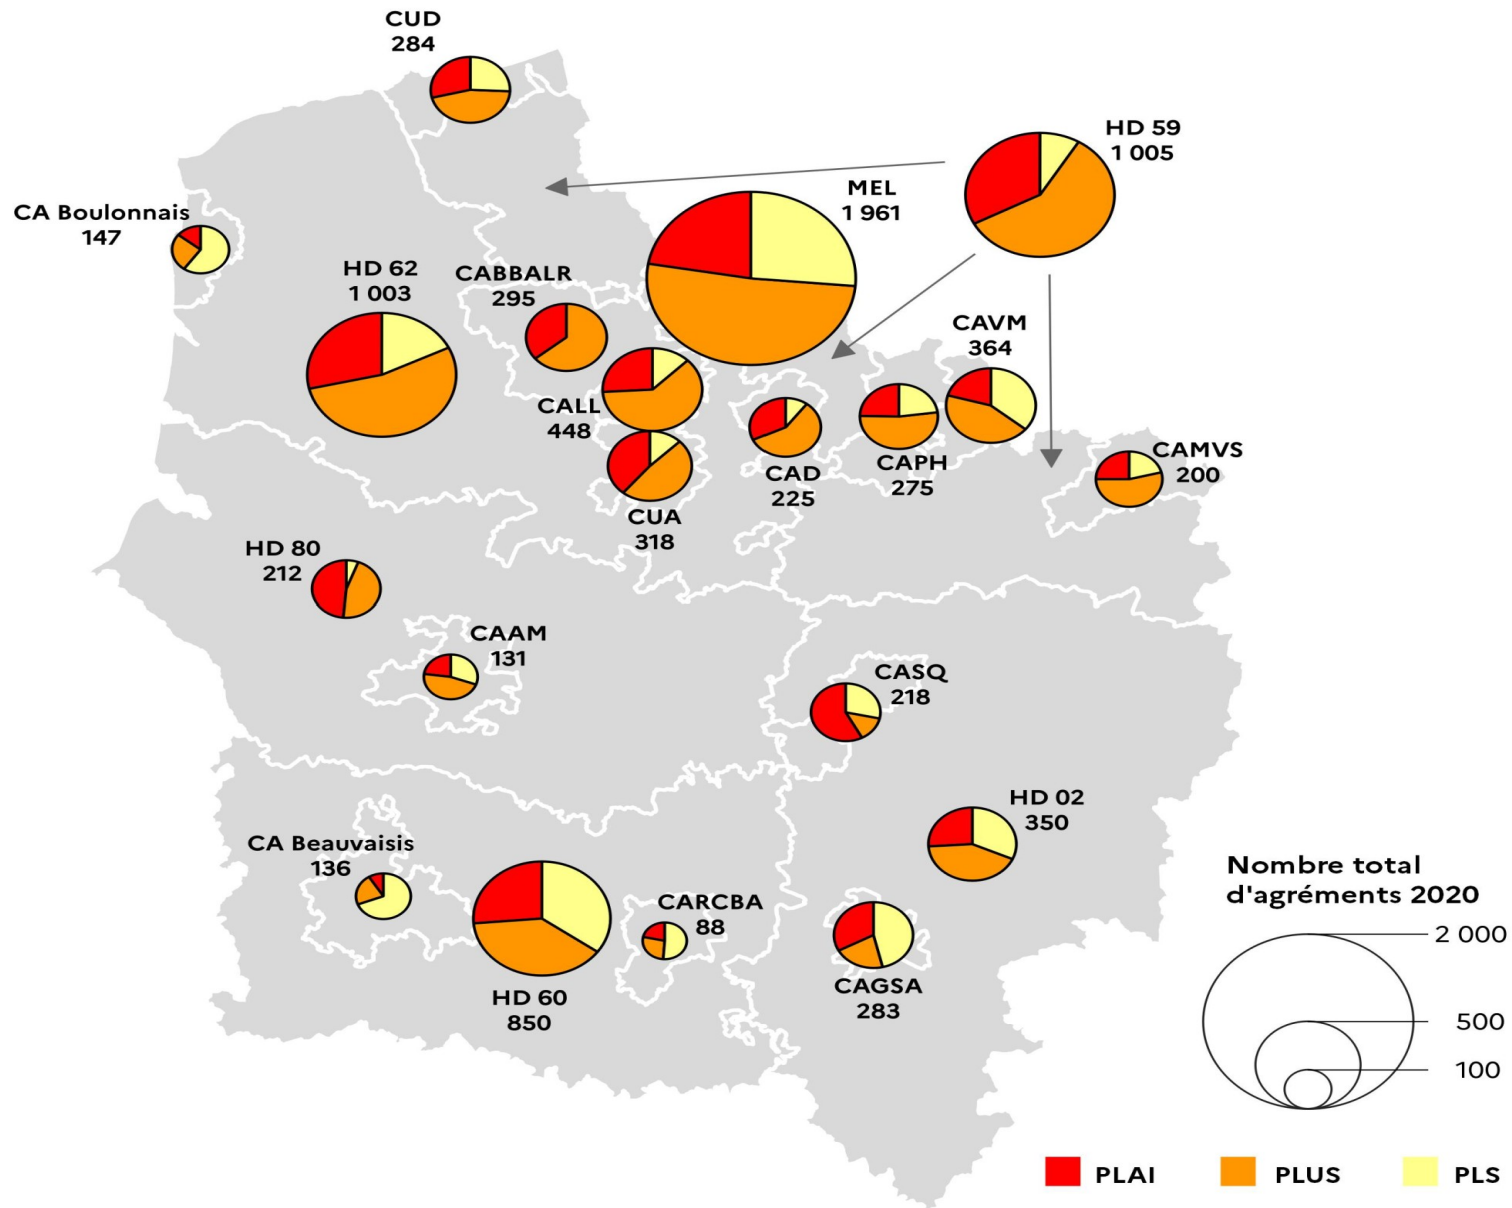 CUD
284
HD 59
1 005
MEL
1 961
CA Boulonnais
147
HD 62
1 003
CABBALR
295
CAVM
364
CALL
448
CAD
225
CAPH
275
CAMVS
200
CUA
318
HD 80
212
CAAM
131
CASQ
218
HD 02
350
CA Beauvaisis
136
CARCBA
88
HD 60
850
CAGSA
283
Nombre total
d'agréments 2020
2 000
500
100
PLAI
PLUS
PLS